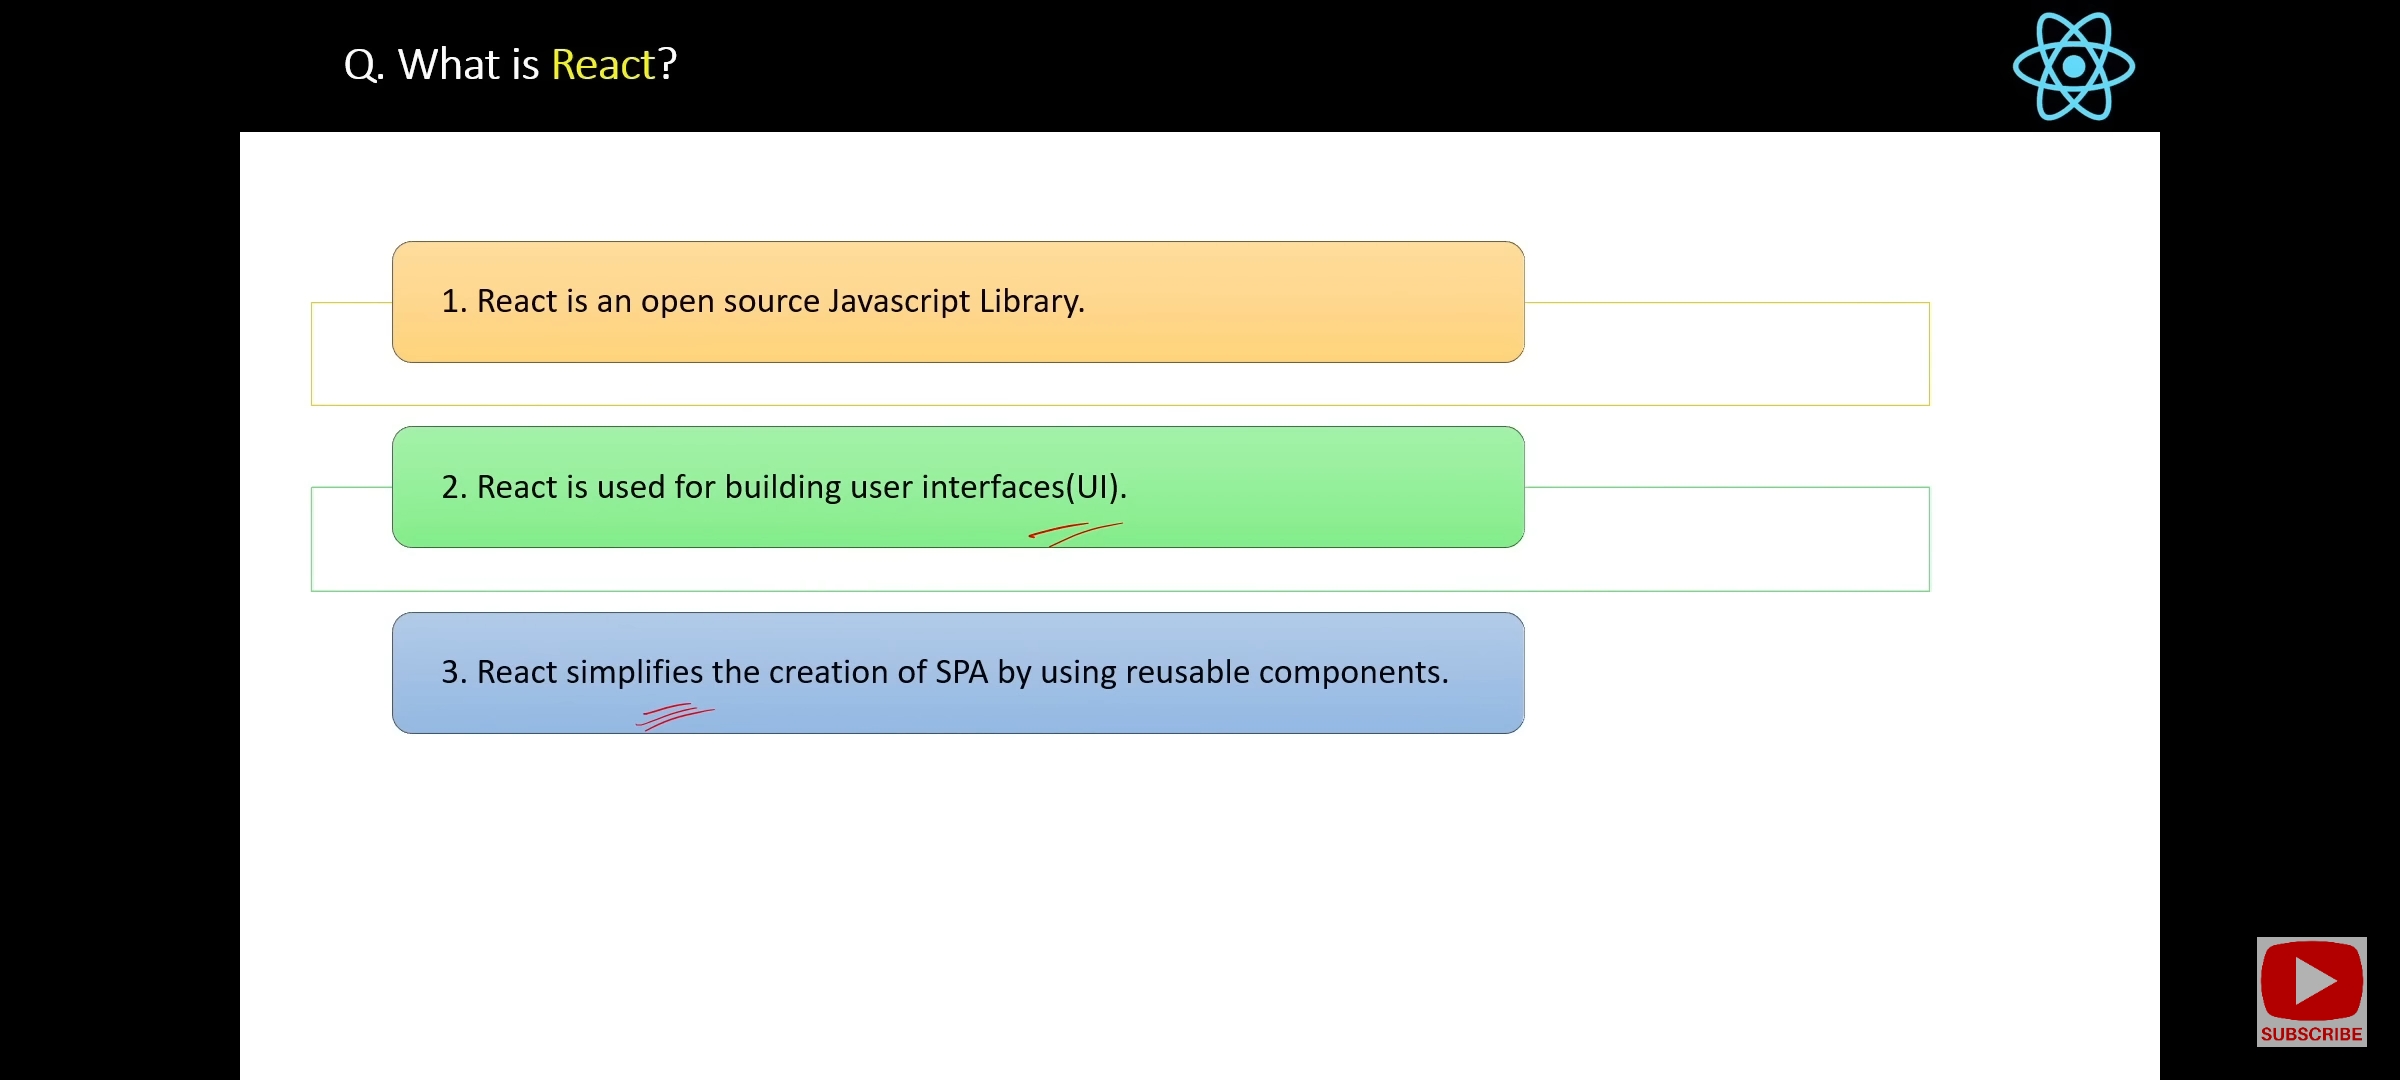 Q. What is React?
1. React is an open source Javascript Library.
2. React is used for building user interfaces(UI).
3. React simplifies the creation of SPA by using reusable components.
SUBSCRIBE